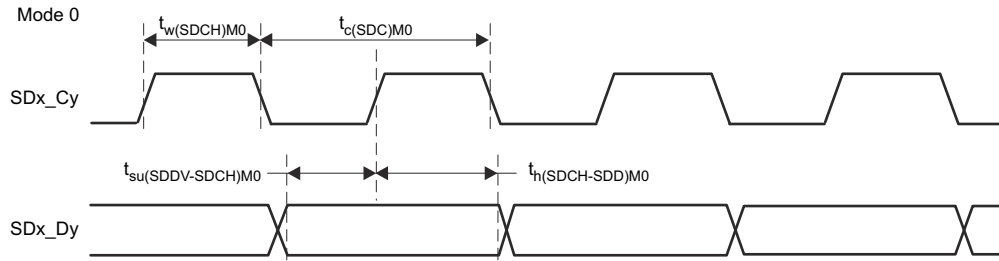 Mode 0
tw(SDCH)M0 tc(SDC)M0
SDx_Cy
tsu(SDDV-SDCH)M0 th(SDCH-SDD)M0
SDx_Dy